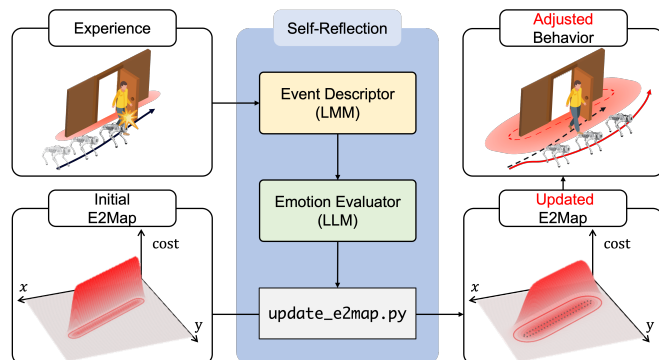 Experience
Self-Reflection
Adjusted
Behavior
Event Descriptor
(LMM)
Emotion Evaluator
(LLM)
Initial
E2Map
cost
x
y
update_e2map.py
Updated
E2Map
cost
x
y